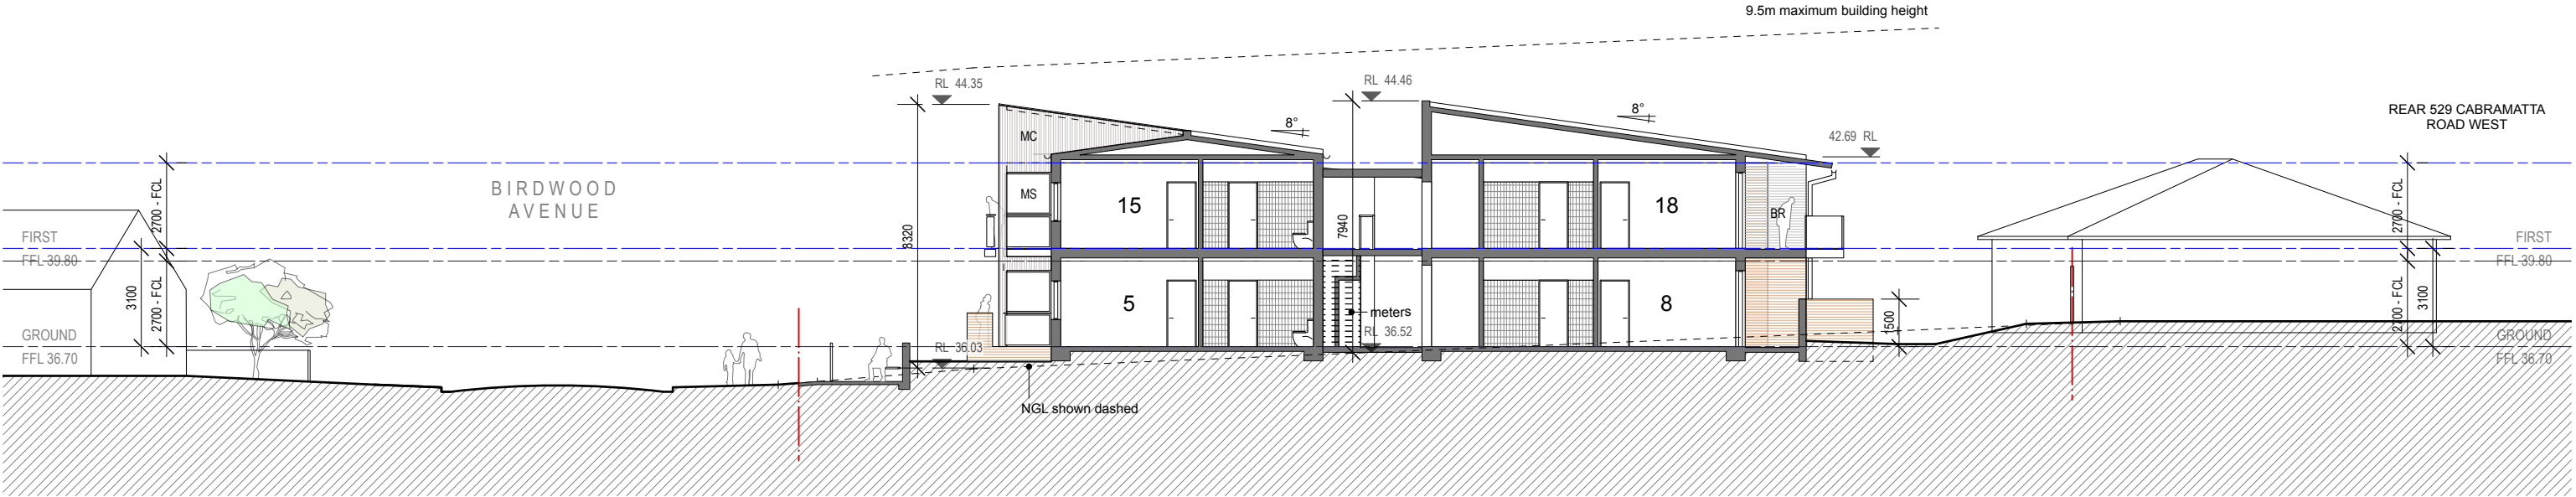 9.5m maximum building height
RL 44.35
RL 44.46
8°
8°
REAR 529 CABRAMATTA
ROAD WEST
42.69 RL
MC
BIRDWOOD
AVENUE
MS
15
18
BR
2700 - FCL
2700 - FCL
8320
7940
FIRST
FFL 39.80
FIRST
FFL 39.80
3100
2700 - FCL
5
8
meters
1500
2700 - FCL
3100
GROUND
FFL 36.70
RL 36.03
RL 36.52
GROUND
FFL 36.70
NGL shown dashed